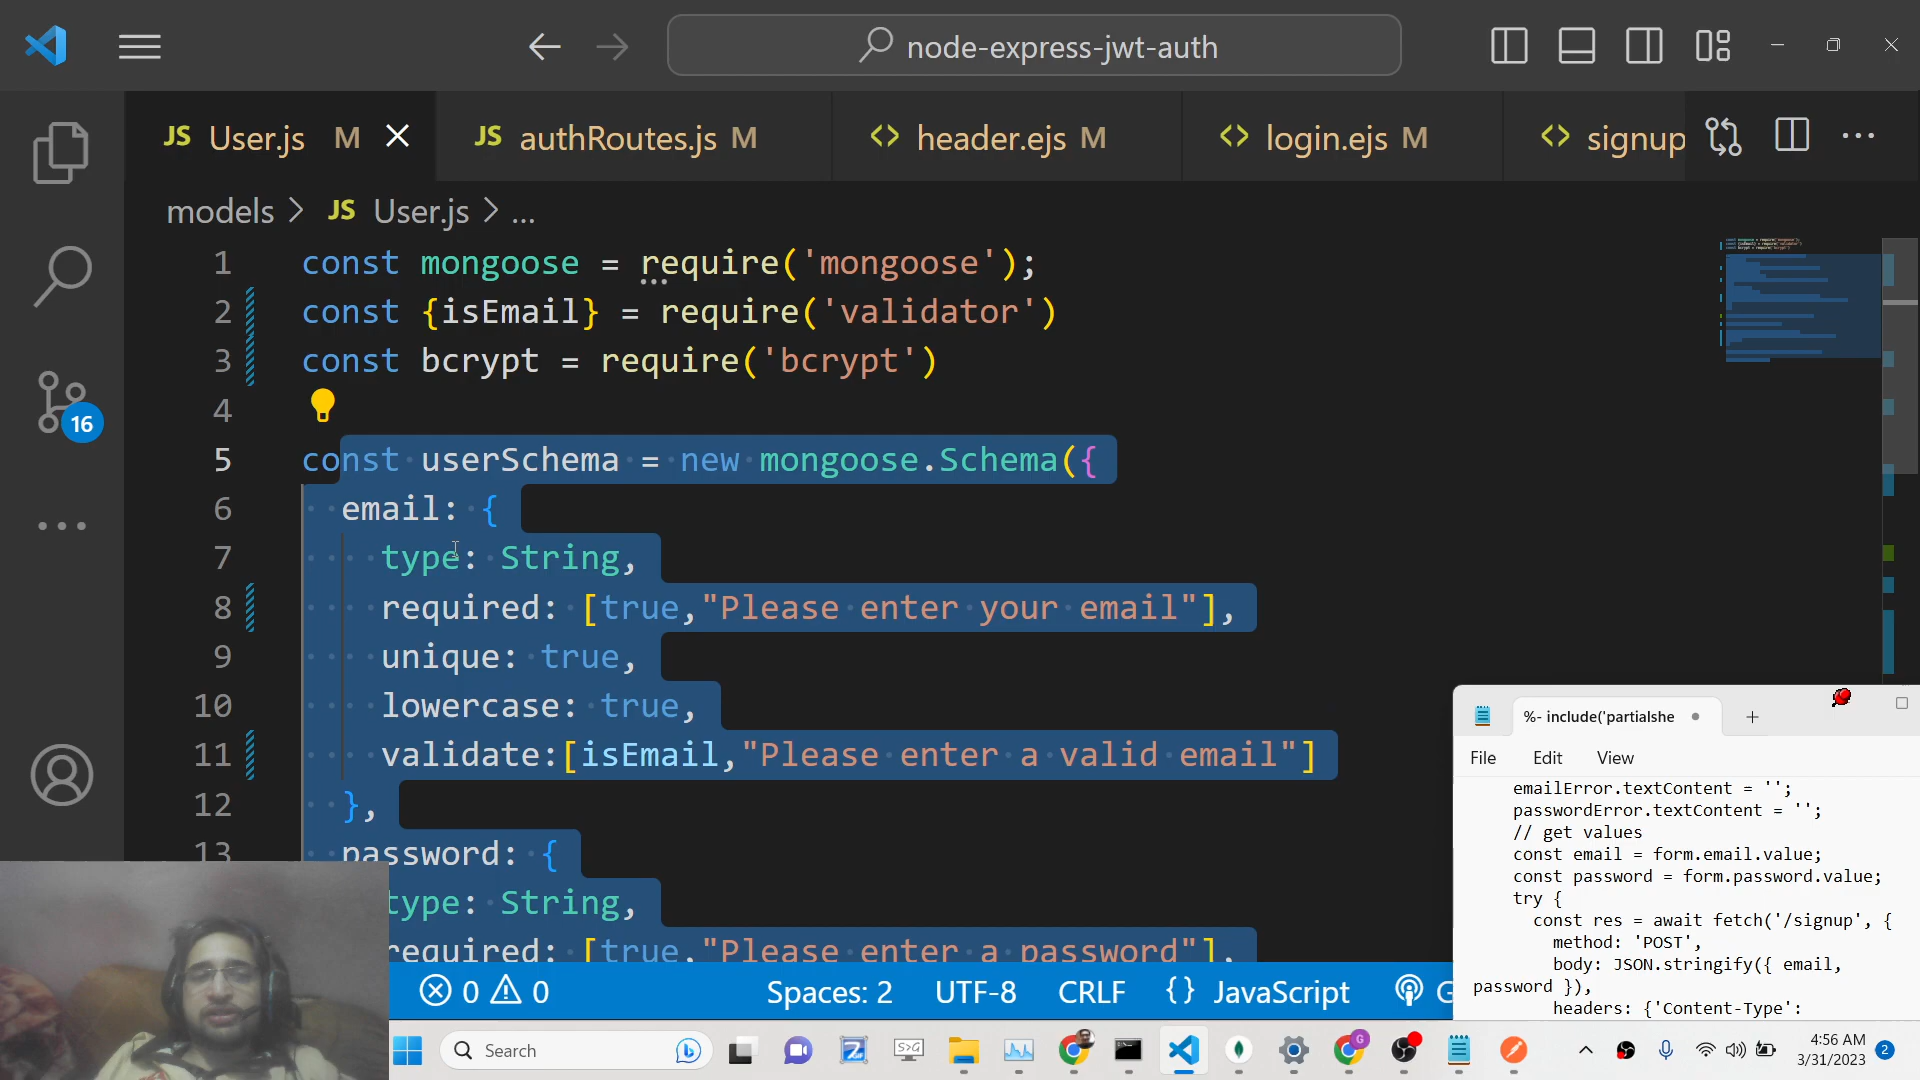 node-express-jwt-auth
JS User.js M
JS authRoutes.js M
<> header.ejs M
<> login.ejs M
<> signup
models > JS User.js > ...
1 const mongoose = require('mongoose');
2 const {isEmail} = require('validator')
3 const bcrypt = require('bcrypt')
4
5 const userSchema = new mongoose.Schema({
6 email: {
7 type: String,
8 required: [true,"Please enter your email"],
9 unique: true,
10 lowercase: true,
11 validate:[isEmail,"Please enter a valid email"]
12 },
13 password: {
type: String,
required: [true,"Please enter a password"],
16
%- include('partialshe
File Edit View
emailError.textContent = '';
passwordError.textContent = '';
// get values
const email = form.email.value;
const password = form.password.value;
try {
const res = await fetch('/signup', {
method: 'POST',
body: JSON.stringify({ email,
password }),
headers: {'Content-Type':
0 0 Spaces: 2 UTF-8 CRLF {} JavaScript G
Search
4:56 AM
3/31/2023
2